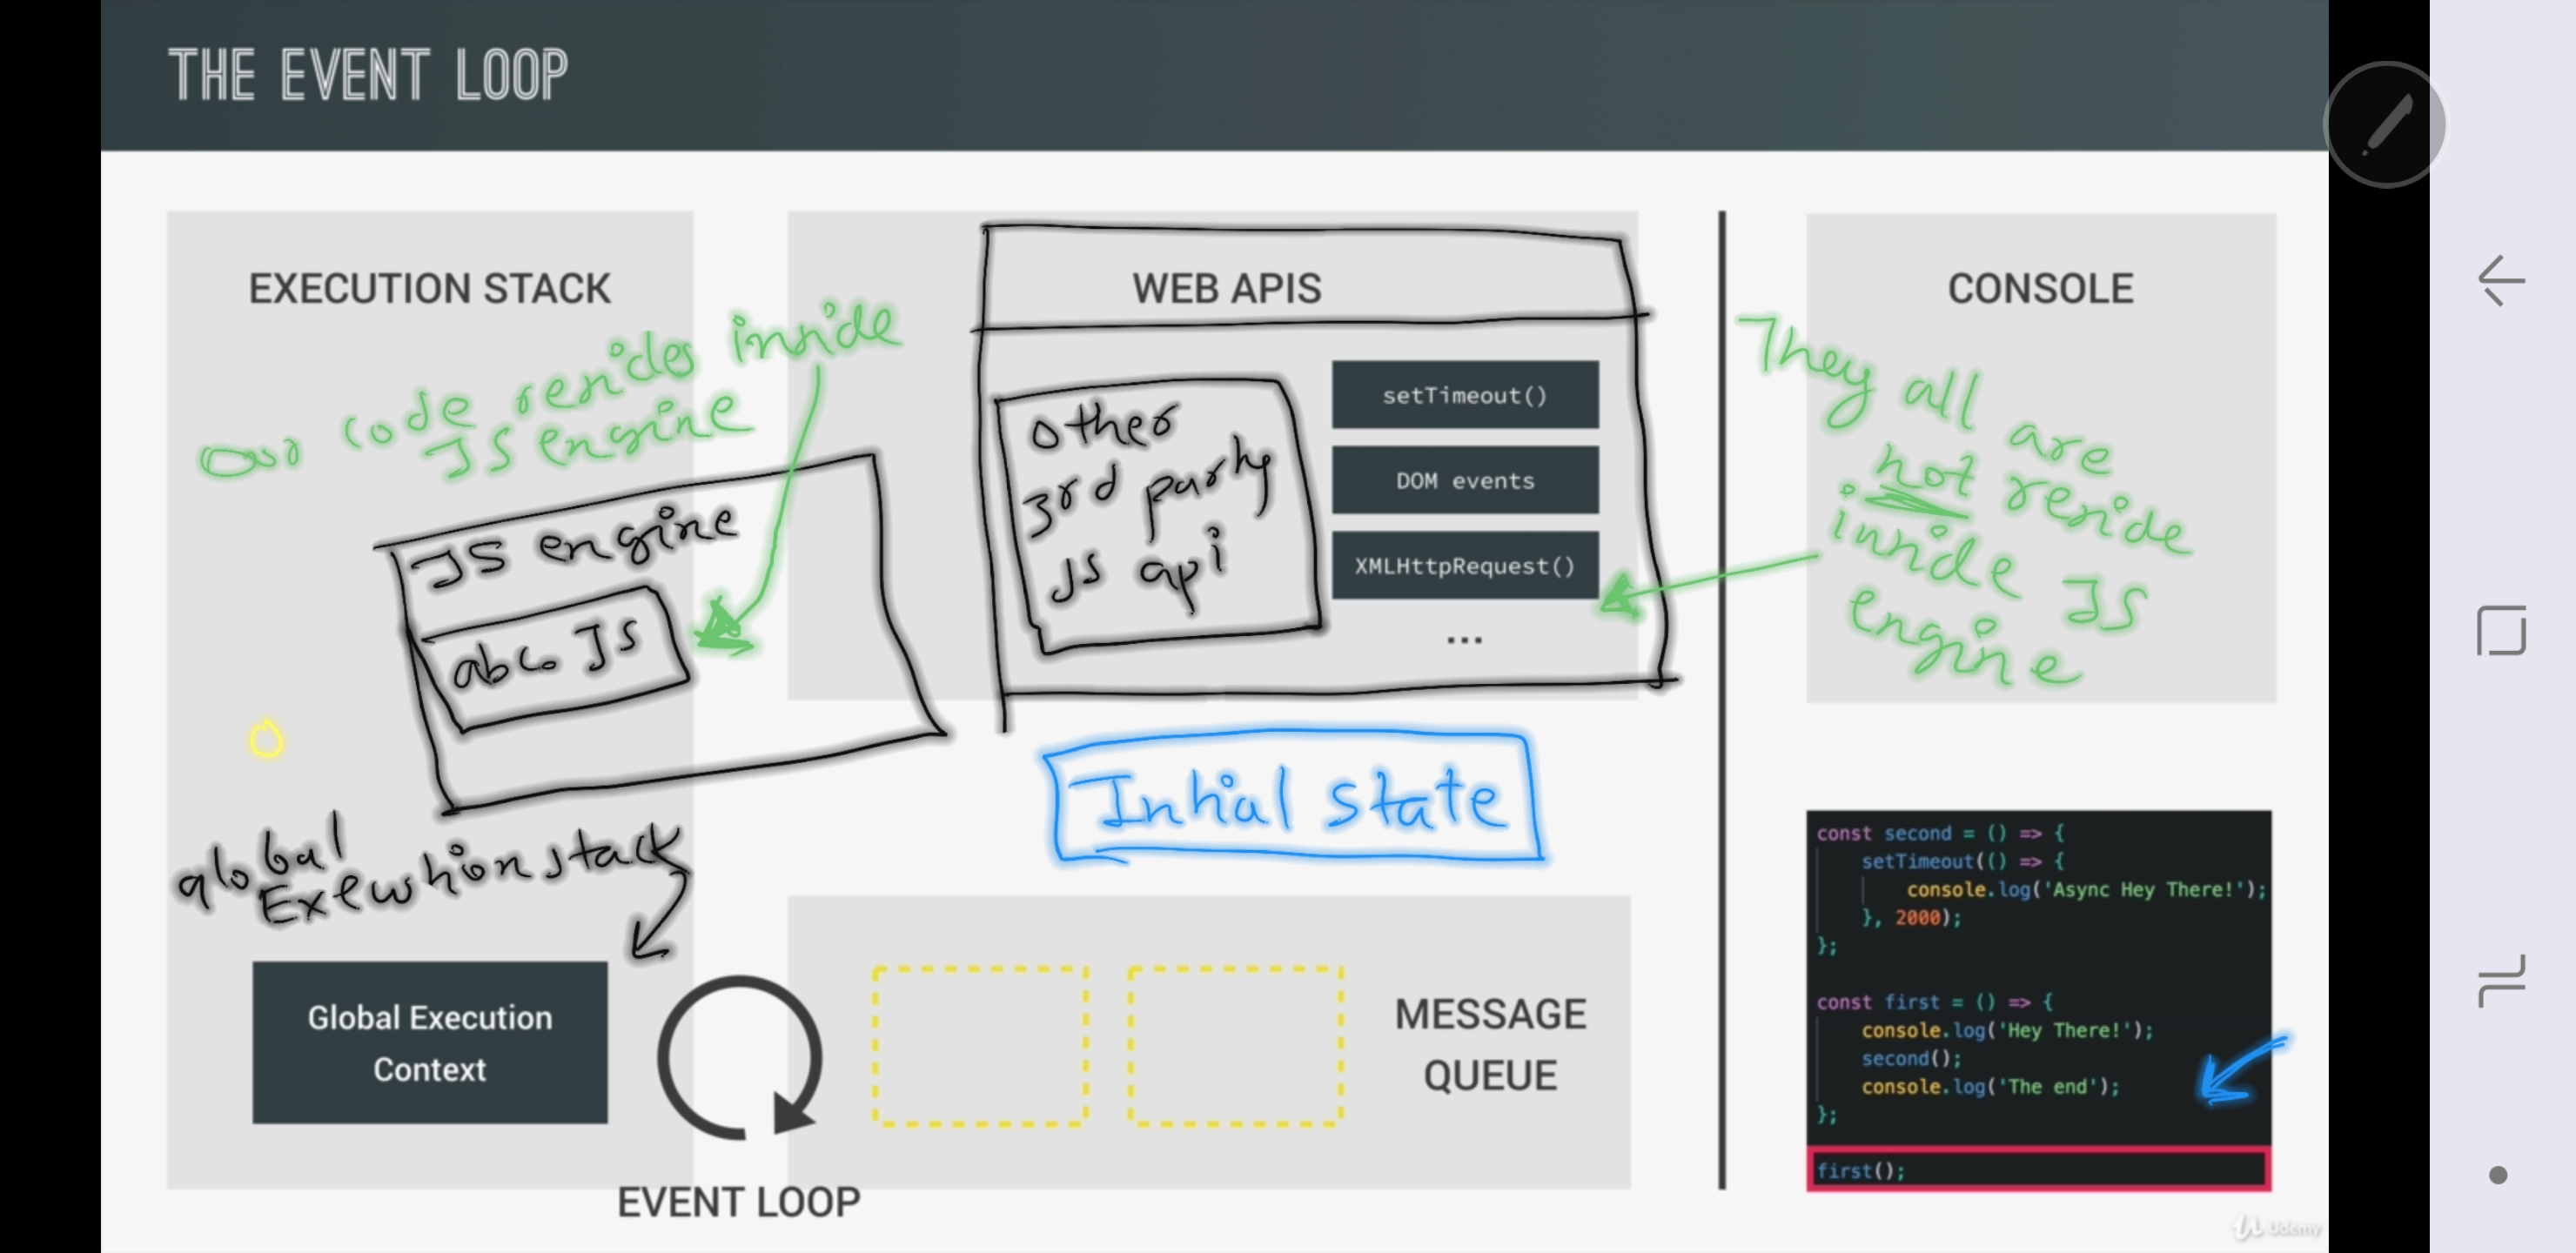 THE EVENT LOOP
EXECUTION STACK
our code resides inside
JS engine
JS engine
abc. JS
global
Execution stack
Global Execution
Context
EVENT LOOP
WEB APIS
other
3rd party
JS api
setTimeout()
DOM events
XMLHttpRequest()
...
Intial state
MESSAGE
QUEUE
CONSOLE
They all are
not reside
inside JS
engine
const second = () => {
setTimeout(() => {
console.log('Async Hey There!');
}, 2000);
};
const first = () => {
console.log('Hey There!');
second();
console.log('The end');
};
first();
Udemy